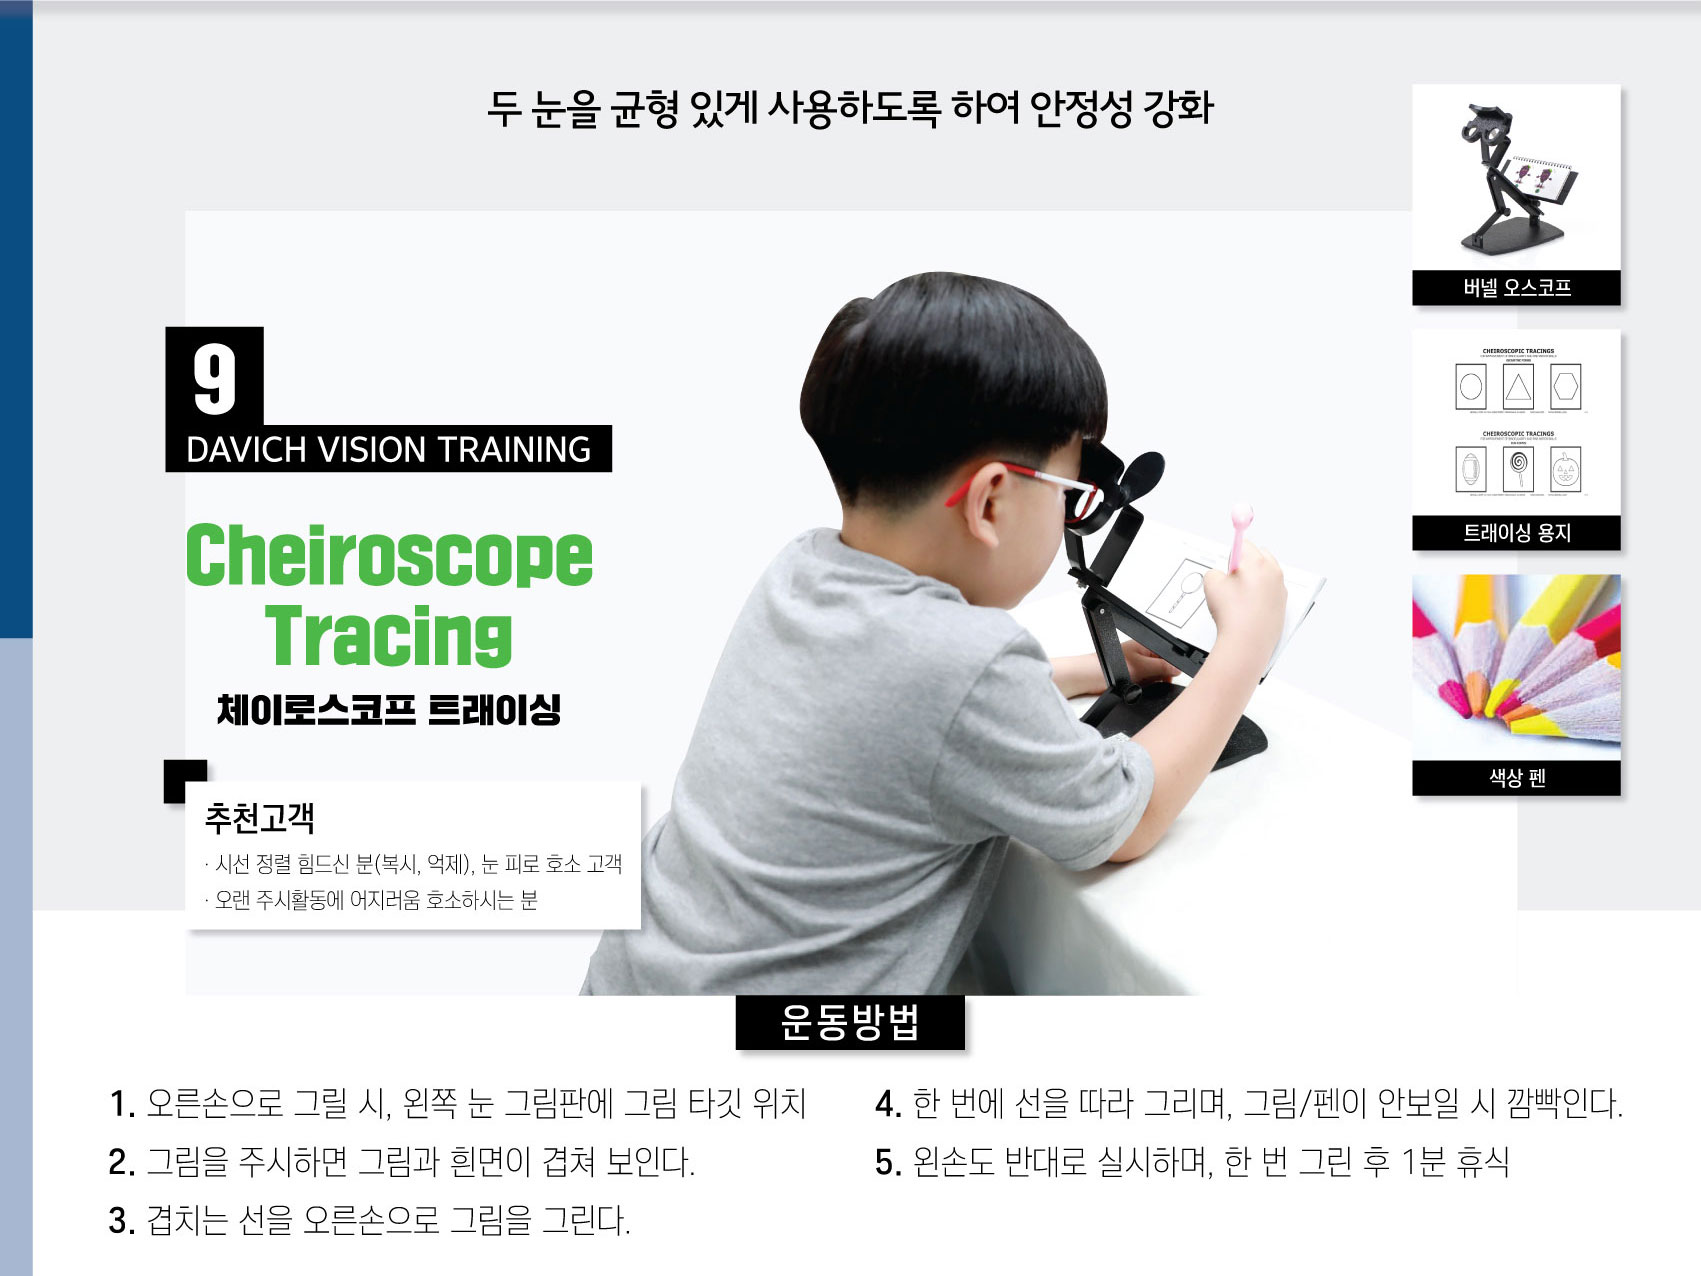 두 눈을 균형 있게 사용하도록 하여 안정성 강화
버넬 오스코프
9
DAVICH VISION TRAINING
CHEIROSCOPIC TRACINGS
CHEIROSCOPIC TRACINGS
트래이싱 용지
Cheiroscope
Tracing
체이로스코프 트래이싱
색상 펜
추천고객
· 시선 정렬 힘드신 분(복시, 억제), 눈 피로 호소 고객
· 오랜 주시활동에 어지러움 호소하시는 분
운동방법
1. 오른손으로 그릴 시, 왼쪽 눈 그림판에 그림 타깃 위치
2. 그림을 주시하면 그림과 흰면이 겹쳐 보인다.
3. 겹치는 선을 오른손으로 그림을 그린다.
4. 한 번에 선을 따라 그리며, 그림/펜이 안보일 시 깜빡인다.
5. 왼손도 반대로 실시하며, 한 번 그린 후 1분 휴식